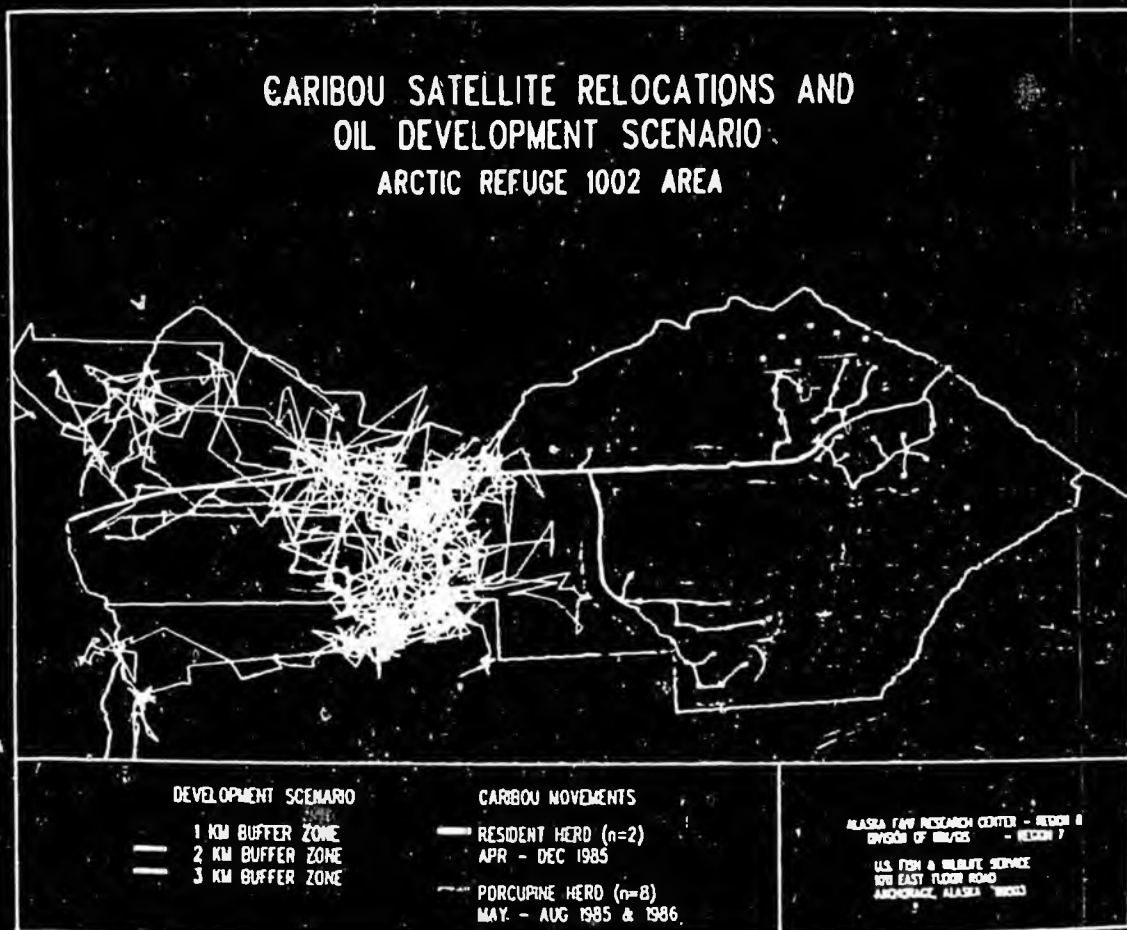 CARIBOU SATELLITE RELOCATIONS AND
OIL DEVELOPMENT SCENARIO
ARCTIC REFUGE 1002 AREA
DEVELOPMENT SCENARIO
1 KM BUFFER ZONE
2 KM BUFFER ZONE
3 KM BUFFER ZONE
CARIBOU MOVEMENTS
RESIDENT HERD (n=2)
APR - DEC 1985
PORCUPINE HERD (n=8)
MAY - AUG 1985 & 1986
ALASKA F&W RESEARCH CENTER - REGION 8
DIVISION OF - REGION 7
U.S. FISH & WILDLIFE SERVICE
EAST TUDOR ROAD
ANCHORAGE, ALASKA